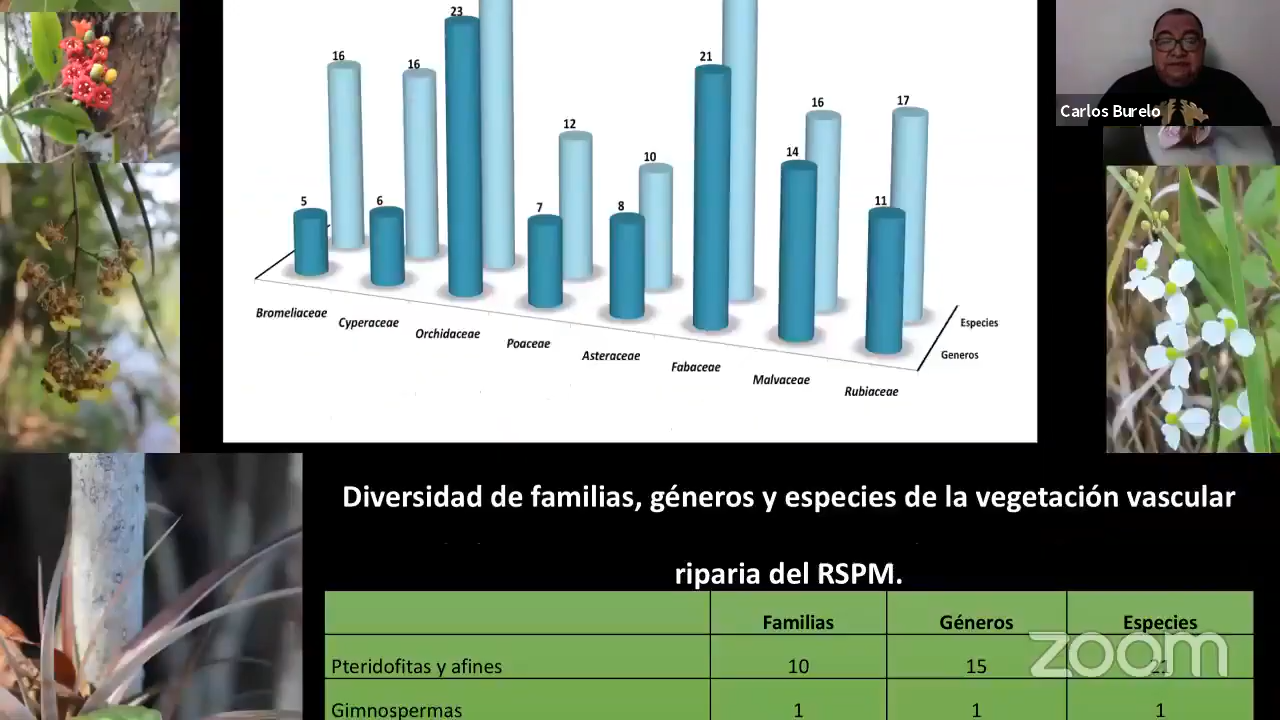 23
21
16
16
16
17
12
14
10
5
6
7
8
11
Bromeliaceae
Cyperaceae
Orchidaceae
Poaceae
Asteraceae
Fabaceae
Malvaceae
Rubiaceae
Especies
Generos
Carlos Burelo
Diversidad de familias, géneros y especies de la vegetación vascular
riparia del RSPM.
Familias Géneros Especies
Pteridofitas y afines 10 15 21
Gimnospermas 1 1 1
zoom